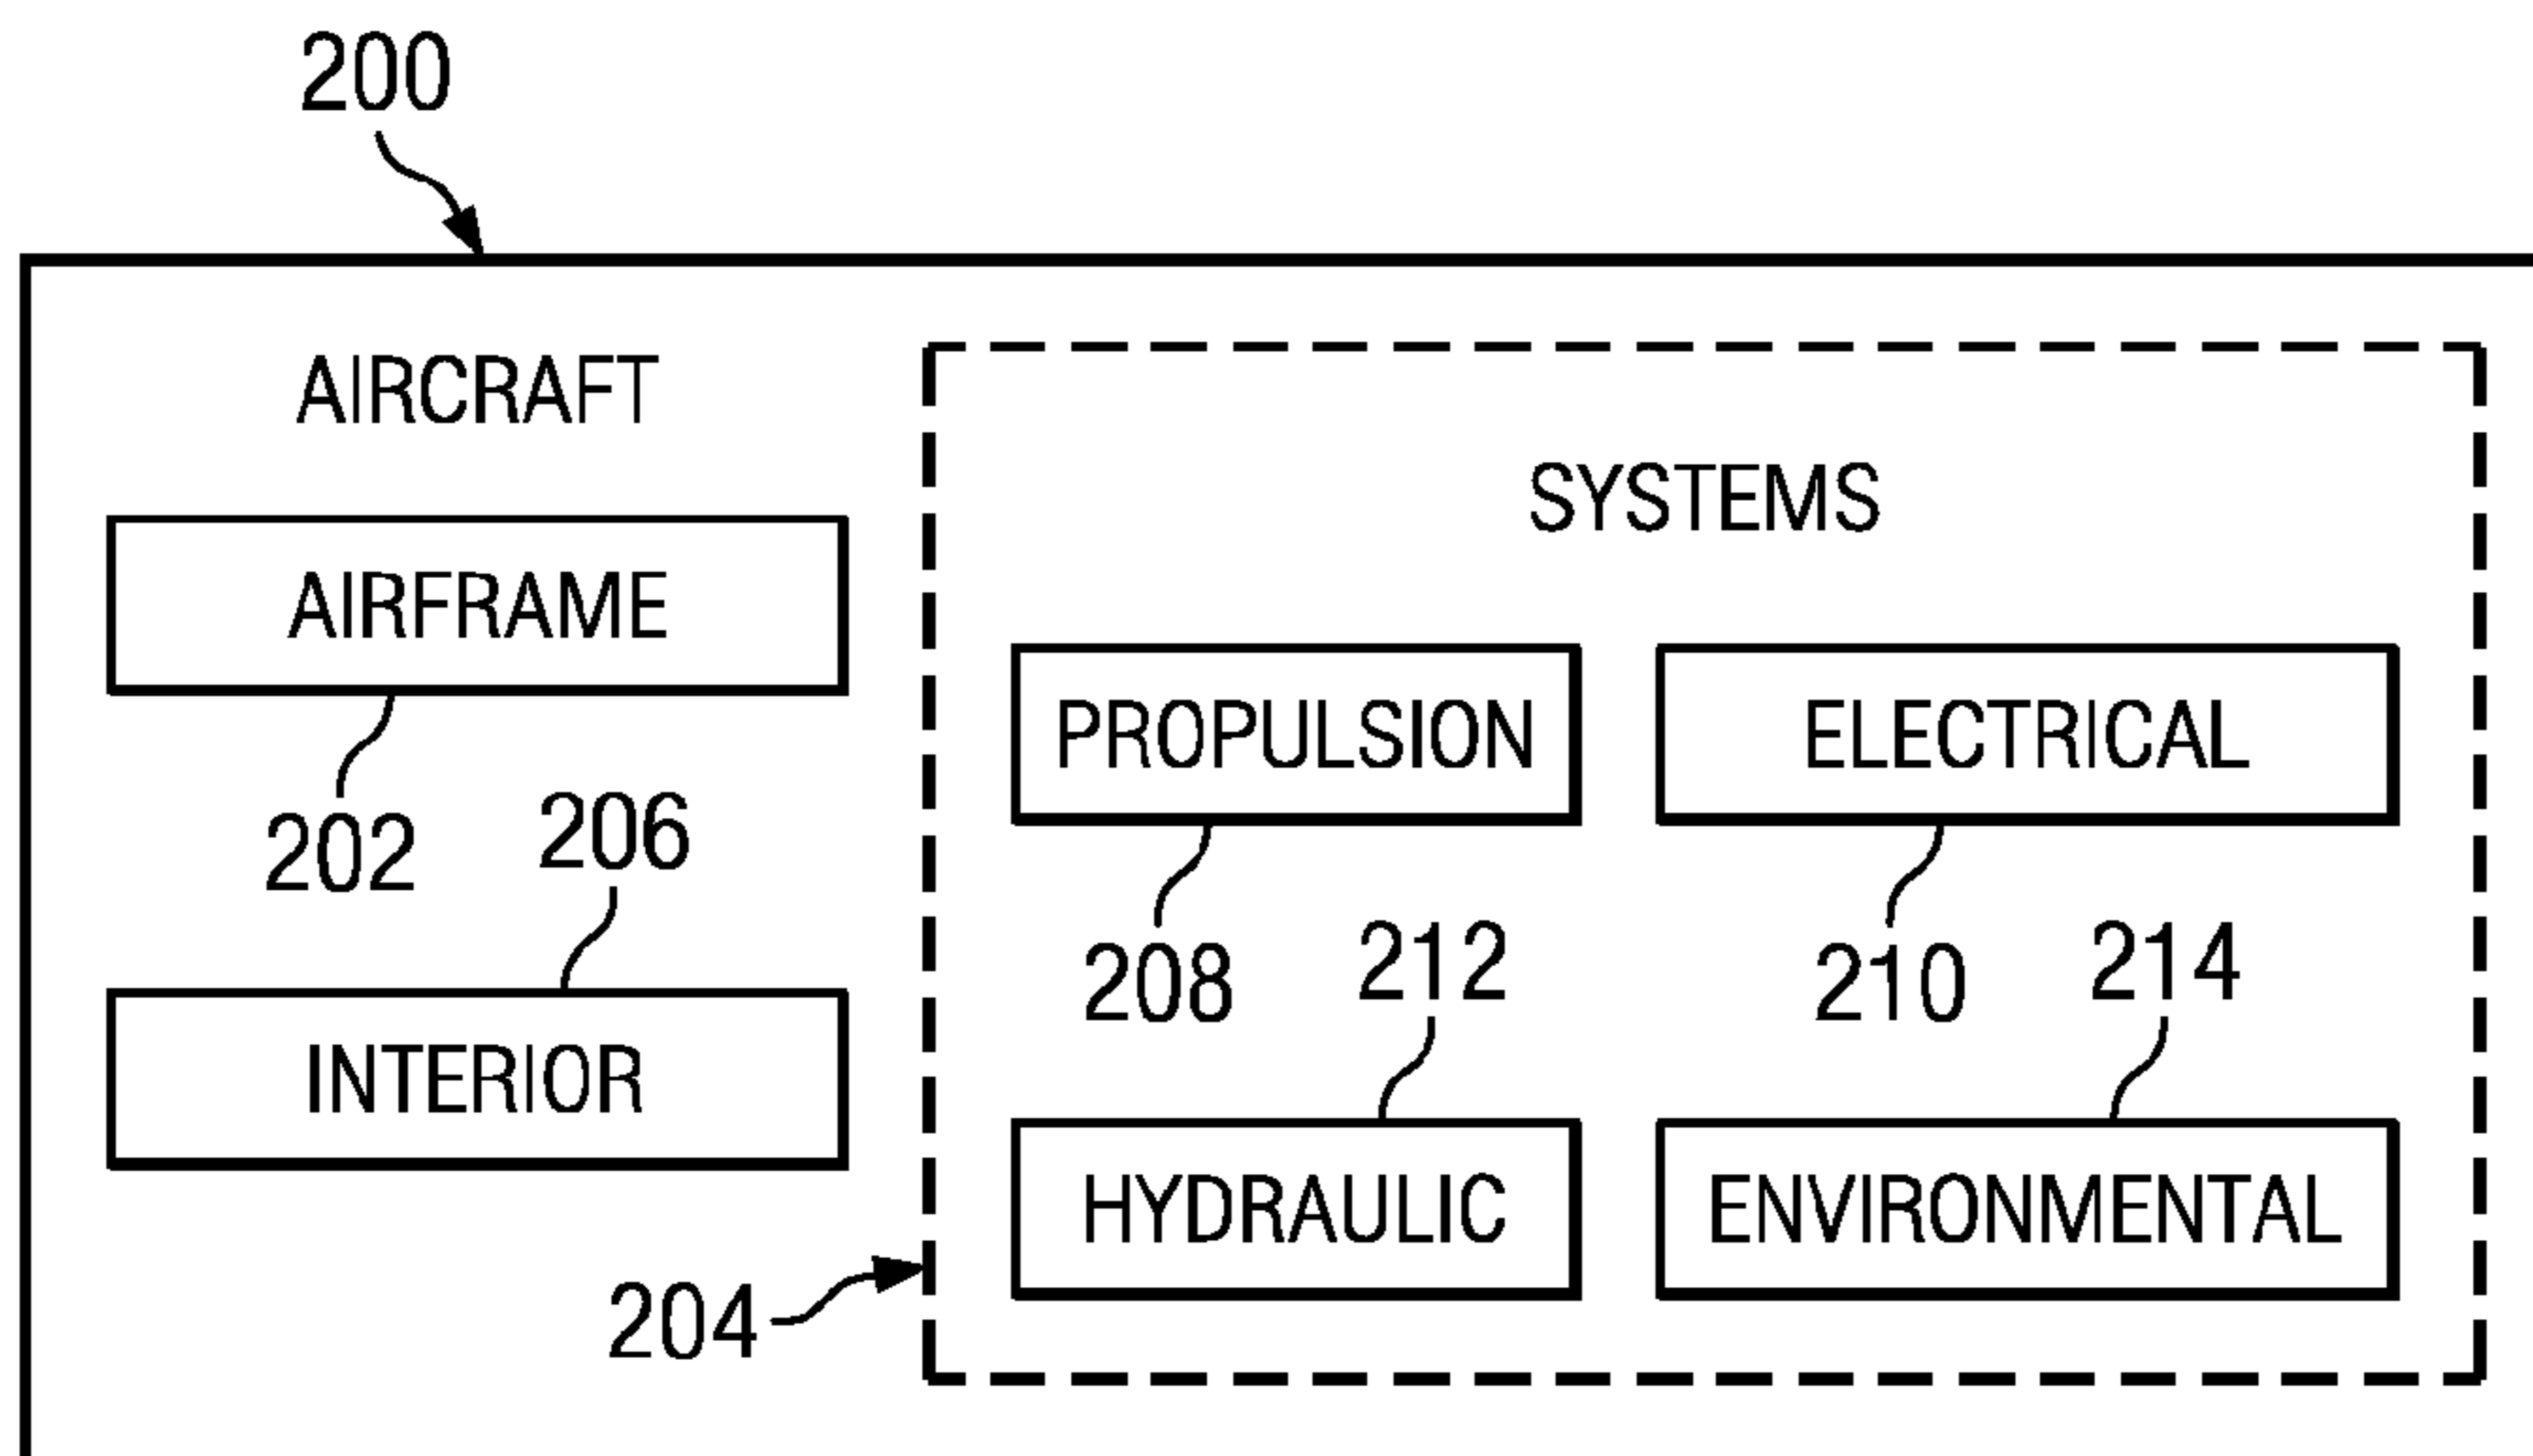 200
AIRCRAFT
SYSTEMS
AIRFRAME
202
206
INTERIOR
PROPULSION
ELECTRICAL
208
212
210
214
HYDRAULIC
ENVIRONMENTAL
204